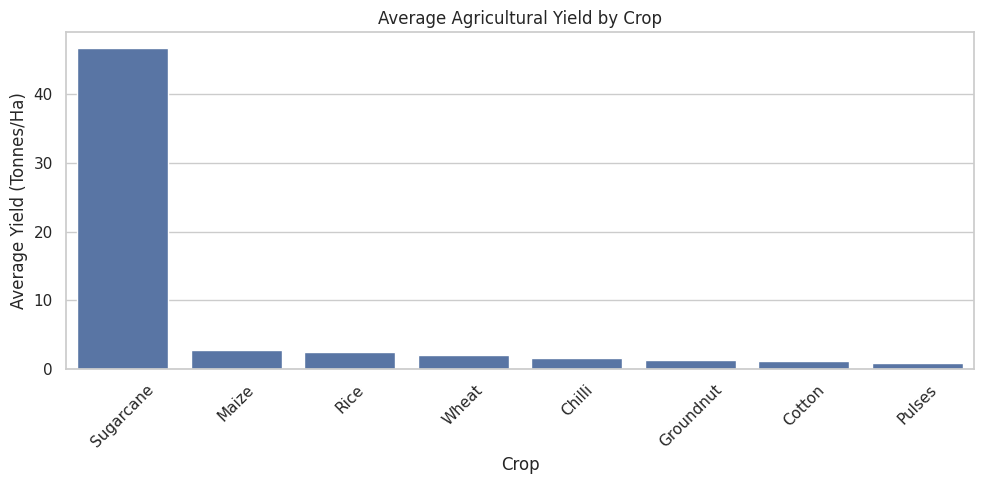 Average Agricultural Yield by Crop
Average Yield (Tonnes/Ha)
40
30
20
10
0
Sugarcane
Maize
Rice
Wheat
Chilli
Groundnut
Cotton
Pulses
Crop